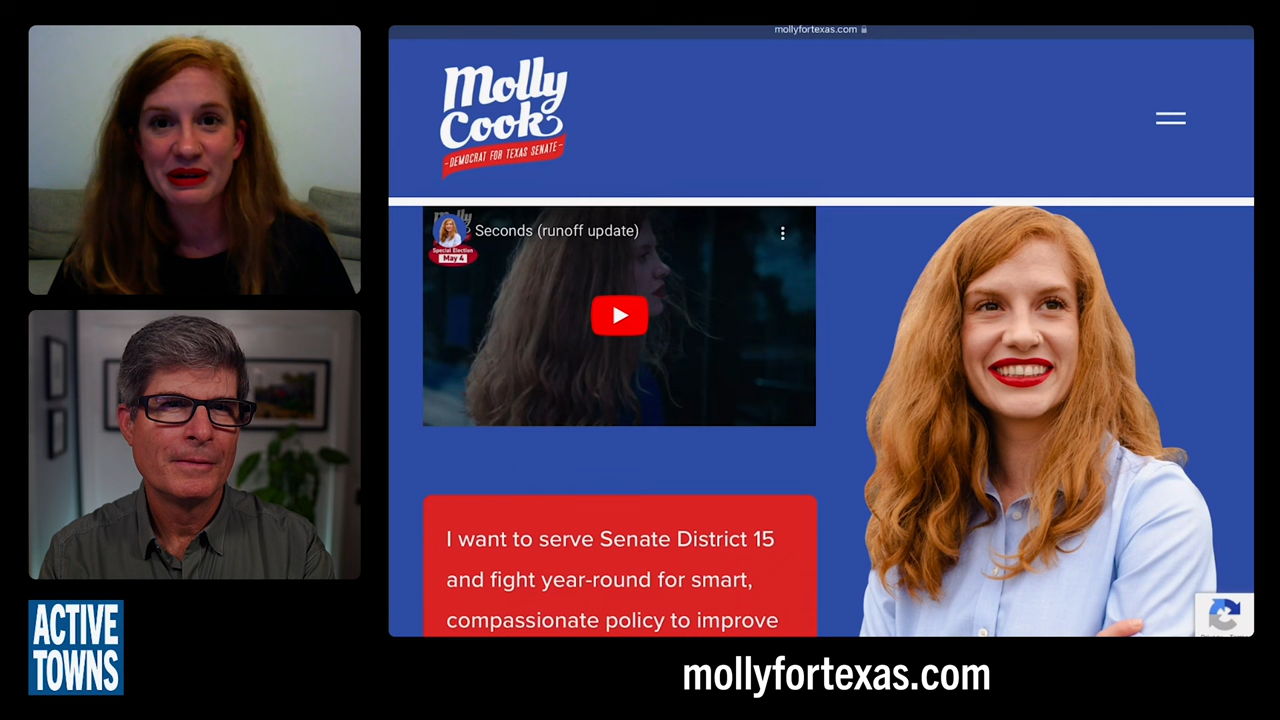 mollyfortexas.com
Molly
Cook
- DEMOCRAT FOR TEXAS SENATE -
Molly
Seconds (runoff update)
Special Election
May 4
I want to serve Senate District 15
and fight year-round for smart,
compassionate policy to improve
ACTIVE
TOWNS
mollyfortexas.com